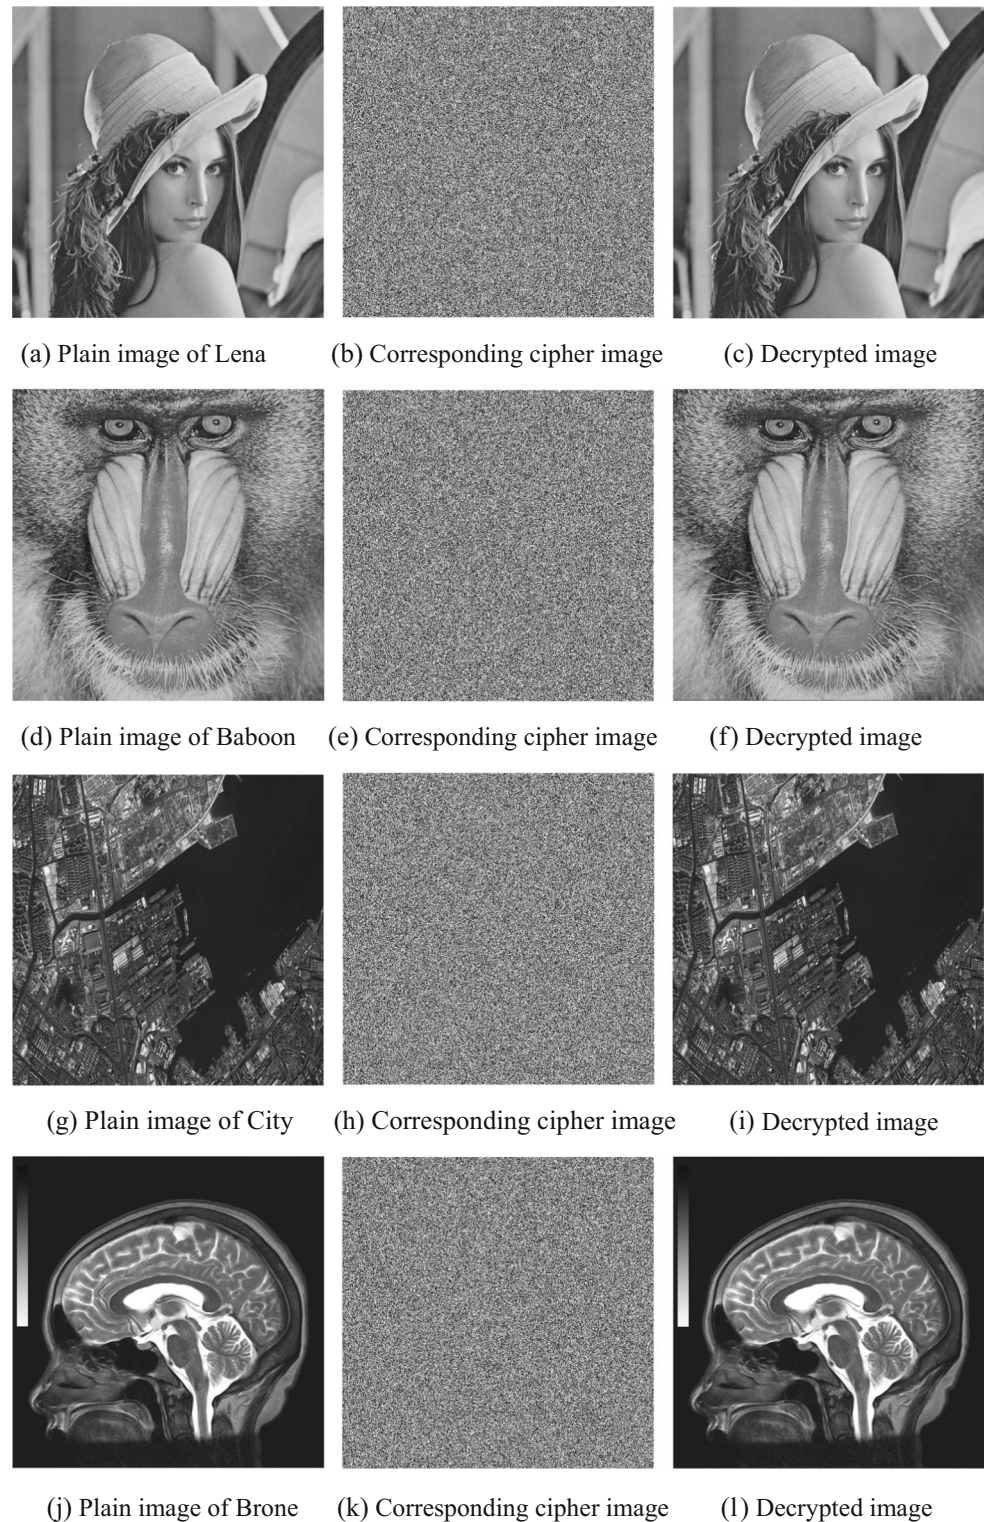 (a) Plain image of Lena
(b) Corresponding cipher image
(c) Decrypted image
(d) Plain image of Baboon
(e) Corresponding cipher image
(f) Decrypted image
(g) Plain image of City
(h) Corresponding cipher image
(i) Decrypted image
(j) Plain image of Brone
(k) Corresponding cipher image
(l) Decrypted image